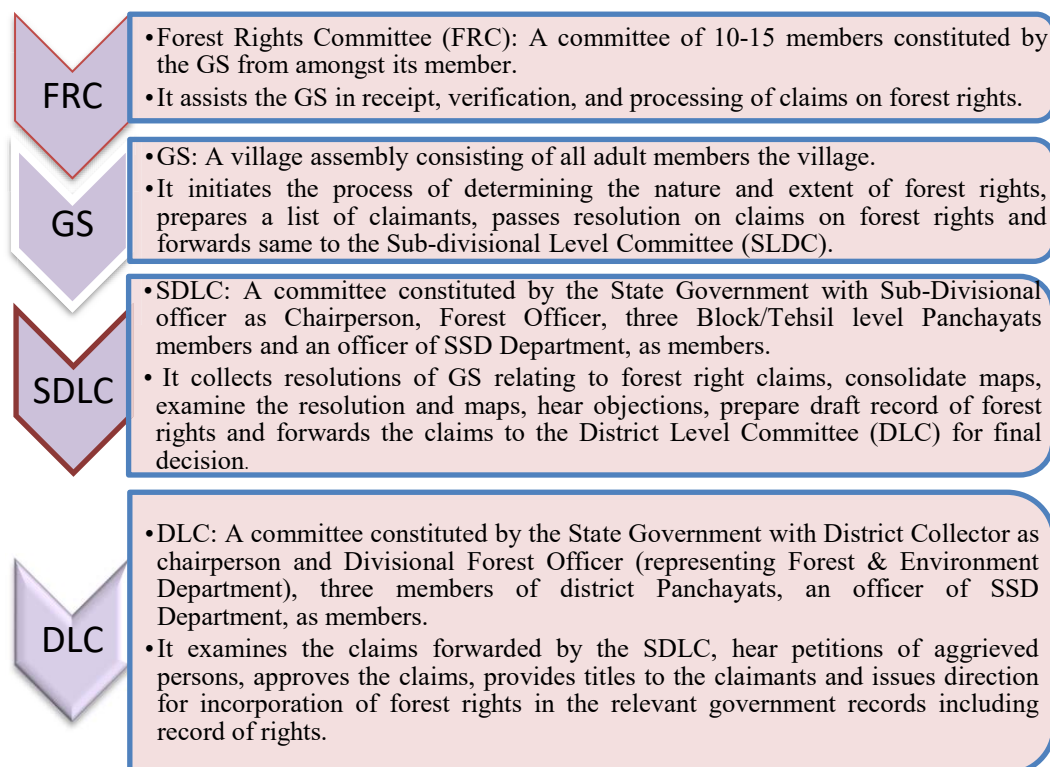 FRC
•Forest Rights Committee (FRC): A committee of 10-15 members constituted by
the GS from amongst its member.
•It assists the GS in receipt, verification, and processing of claims on forest rights.
GS
•GS: A village assembly consisting of all adult members the village.
•It initiates the process of determining the nature and extent of forest rights,
prepares a list of claimants, passes resolution on claims on forest rights and
forwards same to the Sub-divisional Level Committee (SLDC).
SDLC
•SDLC: A committee constituted by the State Government with Sub-Divisional
officer as Chairperson, Forest Officer, three Block/Tehsil level Panchayats
members and an officer of SSD Department, as members.
• It collects resolutions of GS relating to forest right claims, consolidate maps,
examine the resolution and maps, hear objections, prepare draft record of forest
rights and forwards the claims to the District Level Committee (DLC) for final
decision.
DLC
•DLC: A committee constituted by the State Government with District Collector as
chairperson and Divisional Forest Officer (representing Forest & Environment
Department), three members of district Panchayats, an officer of SSD
Department, as members.
•It examines the claims forwarded by the SDLC, hear petitions of aggrieved
persons, approves the claims, provides titles to the claimants and issues direction
for incorporation of forest rights in the relevant government records including
record of rights.